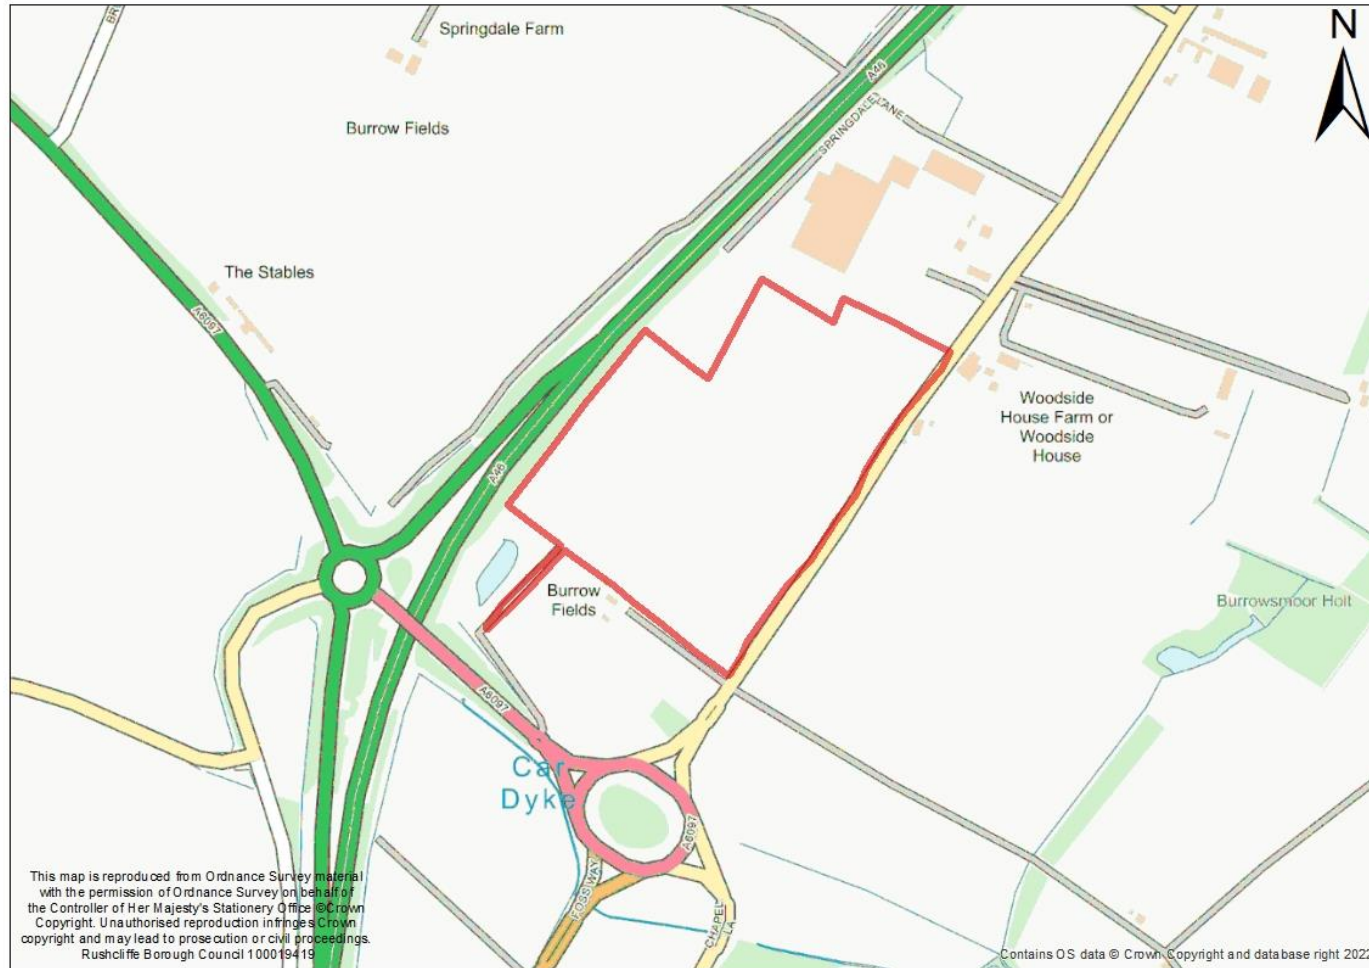 BR
Springdale Farm
N
A46
Burrow Fields
SPRINGDALE LANE
The Stables
A6097
Woodside
House Farm or
Woodside
House
A46
Burrow
Fields
Burrowsmoor Holt
A6097
Car
Dyke
A6097
FOSS WAY
CHAPEL
LA
This map is reproduced from Ordnance Survey material
with the permission of Ordnance Survey on behalf of
the Controller of Her Majesty's Stationery Office © Crown
Copyright. Unauthorised reproduction infringes Crown
copyright and may lead to prosecution or civil proceedings.
Rushcliffe Borough Council 100019419
Contains OS data © Crown Copyright and database right 2022